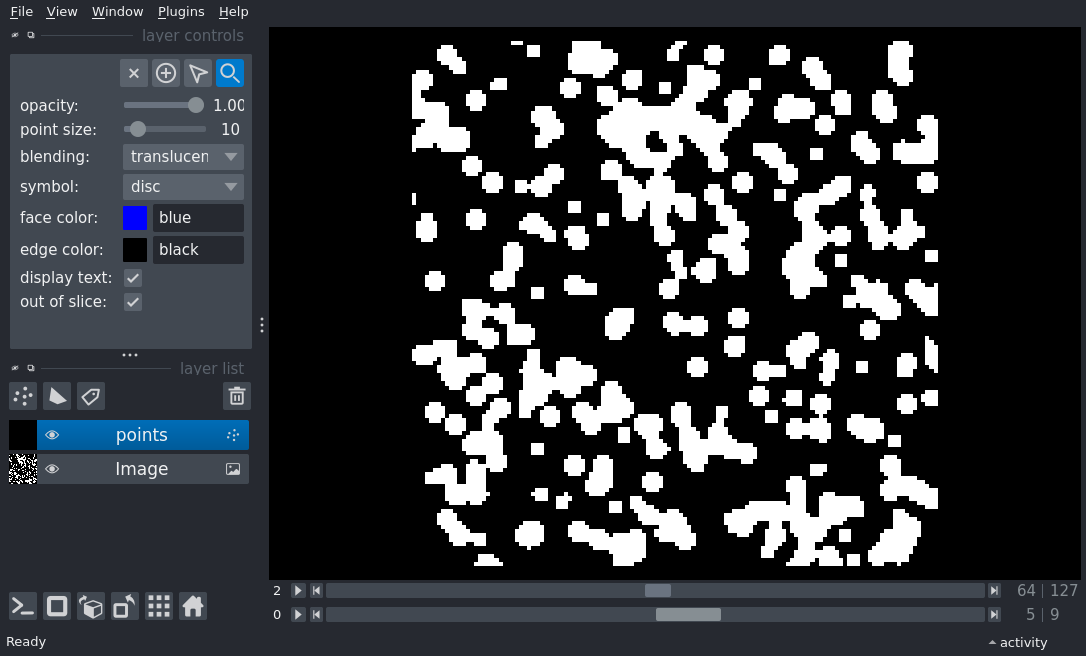 File View Window Plugins Help
layer controls
opacity: 1.00
point size: 10
blending: translucen
symbol: disc
face color: blue
edge color: black
display text:
out of slice:
layer list
points
Image
2 64 | 127
0 5 | 9
Ready activity